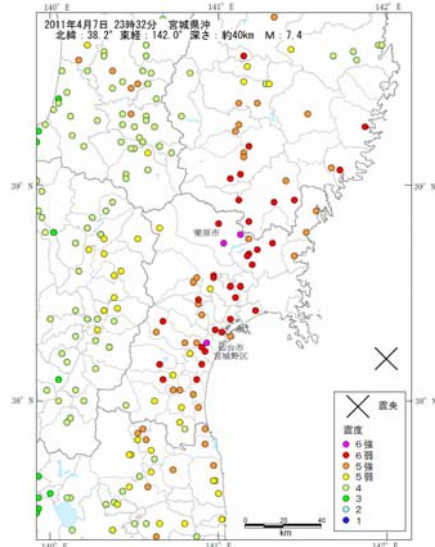 2011年4月7日 23時32分 宮城県沖
北緯:38.2° 東経:142.0° 深さ:約40km M:7.4
140° 141° 142°
39° 39°
栗原市
仙台市
宮城野区
38° 38°
震央
震度
6強
6弱
5強
5弱
4
3
2
1
0 20 40
km
140° 141° 142°